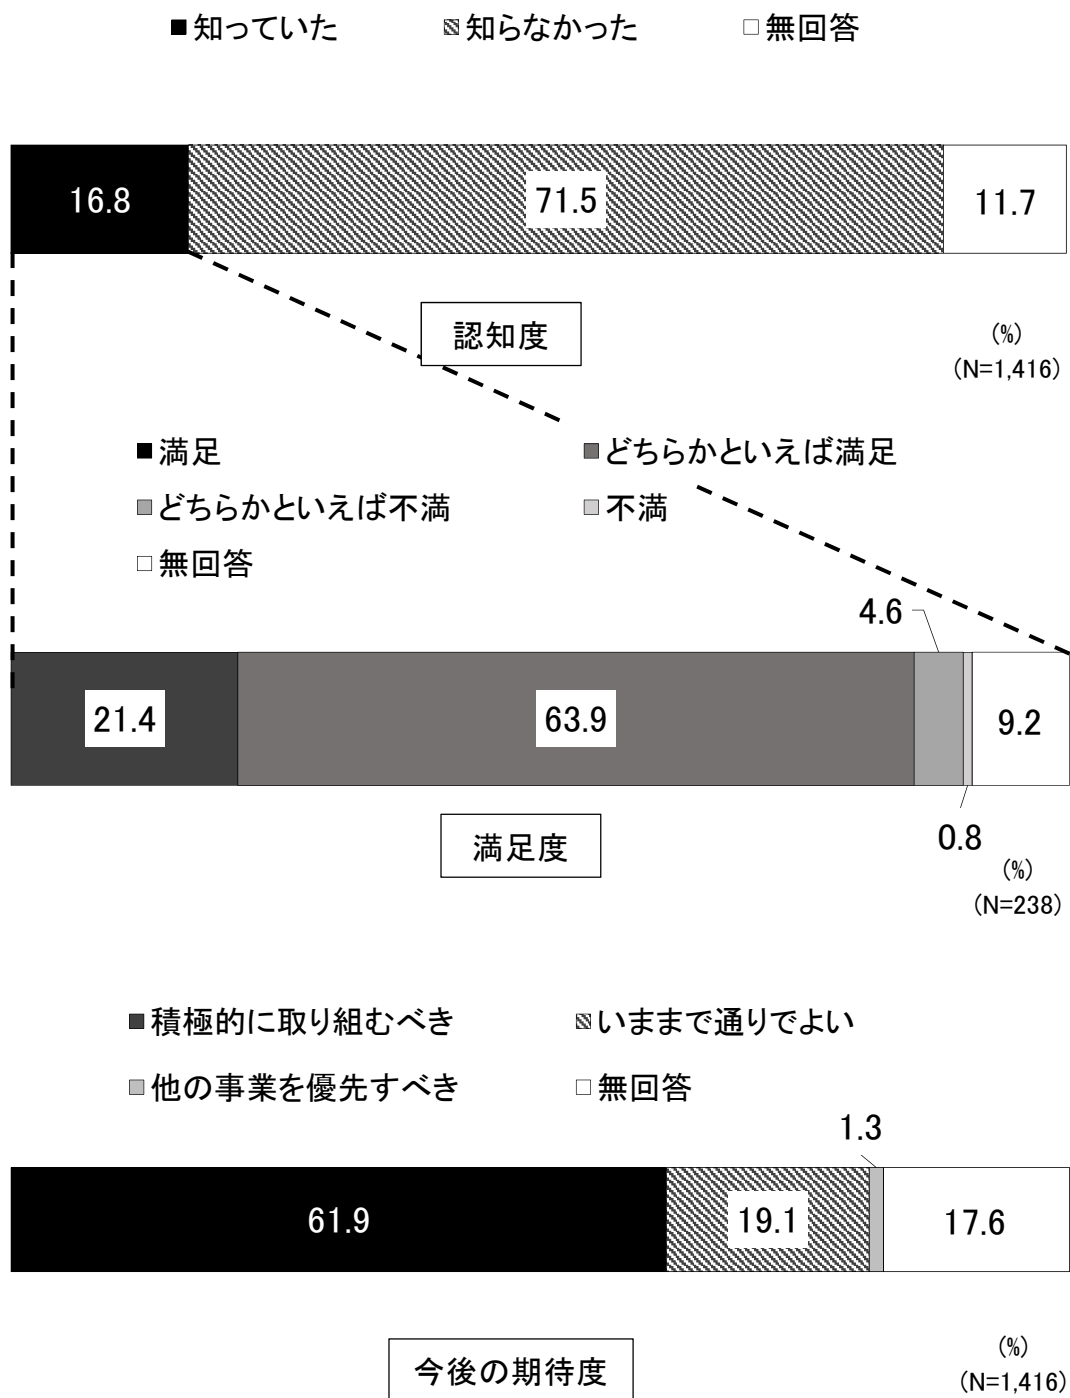 ■知っていた ▨知らなかった □無回答
16.8 71.5 11.7
認知度
(%)
(N=1,416)
■満足 ■どちらかといえば満足
■どちらかといえば不満 □不満
□無回答
4.6
21.4 63.9 9.2
0.8
満足度
(%)
(N=238)
■積極的に取り組むべき ▨いままで通りでよい
■他の事業を優先すべき □無回答
1.3
61.9 19.1 17.6
今後の期待度
(%)
(N=1,416)